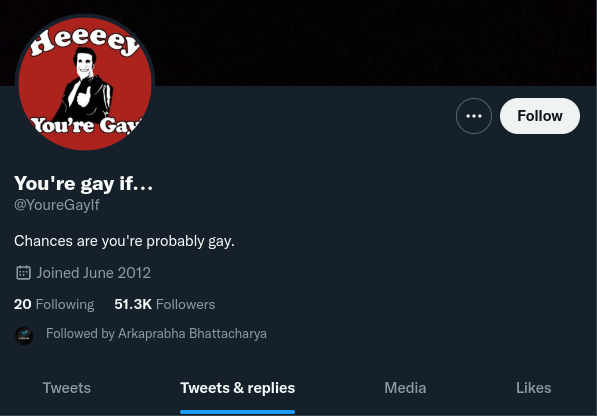 Heeeey
You're Gay
Follow
You're gay if...
@YoureGayIf
Chances are you're probably gay.
Joined June 2012
20 Following 51.3K Followers
Followed by Arkaprabha Bhattacharya
Tweets Tweets & replies Media Likes